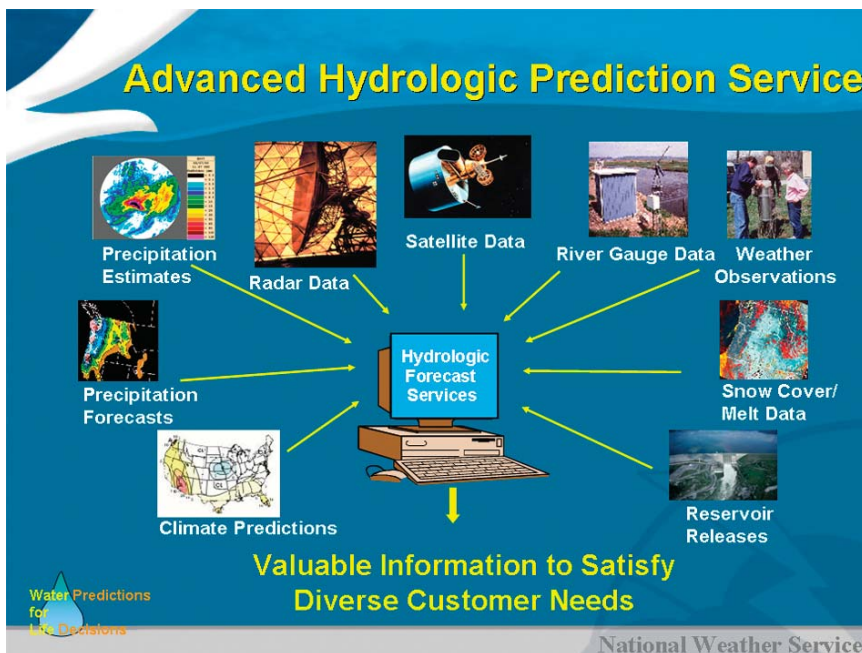 Advanced Hydrologic Prediction Service
Precipitation
Estimates
Radar Data
Satellite Data
River Gauge Data
Weather
Observations
Precipitation
Forecasts
Hydrologic
Forecast
Services
Snow Cover/
Melt Data
Climate Predictions
Reservoir
Releases
Valuable Information to Satisfy
Diverse Customer Needs
Water Predictions
for
Life Decisions
National Weather Service